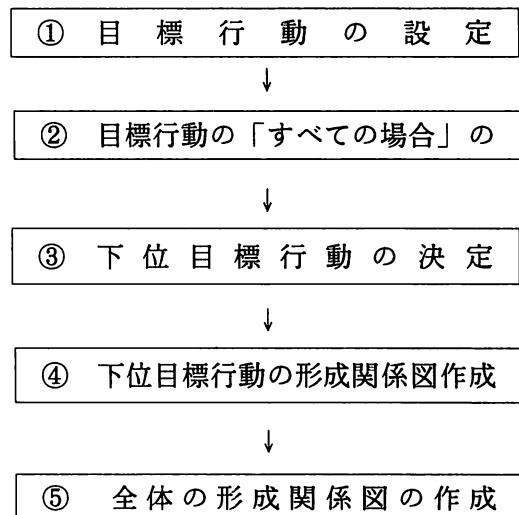 ① 目標行動の設定
↓
② 目標行動の「すべての場合」の
↓
③ 下位目標行動の決定
↓
④ 下位目標行動の形成関係図作成
↓
⑤ 全体の形成関係図の作成